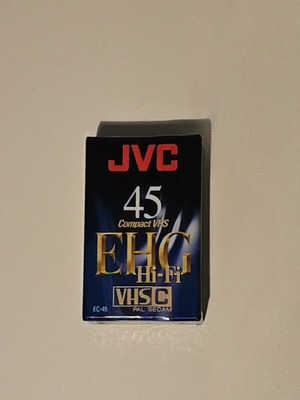 JVC
45
Compact VHS
EHG
Hi-Fi
VHS C
EC-45
PAL SECAM